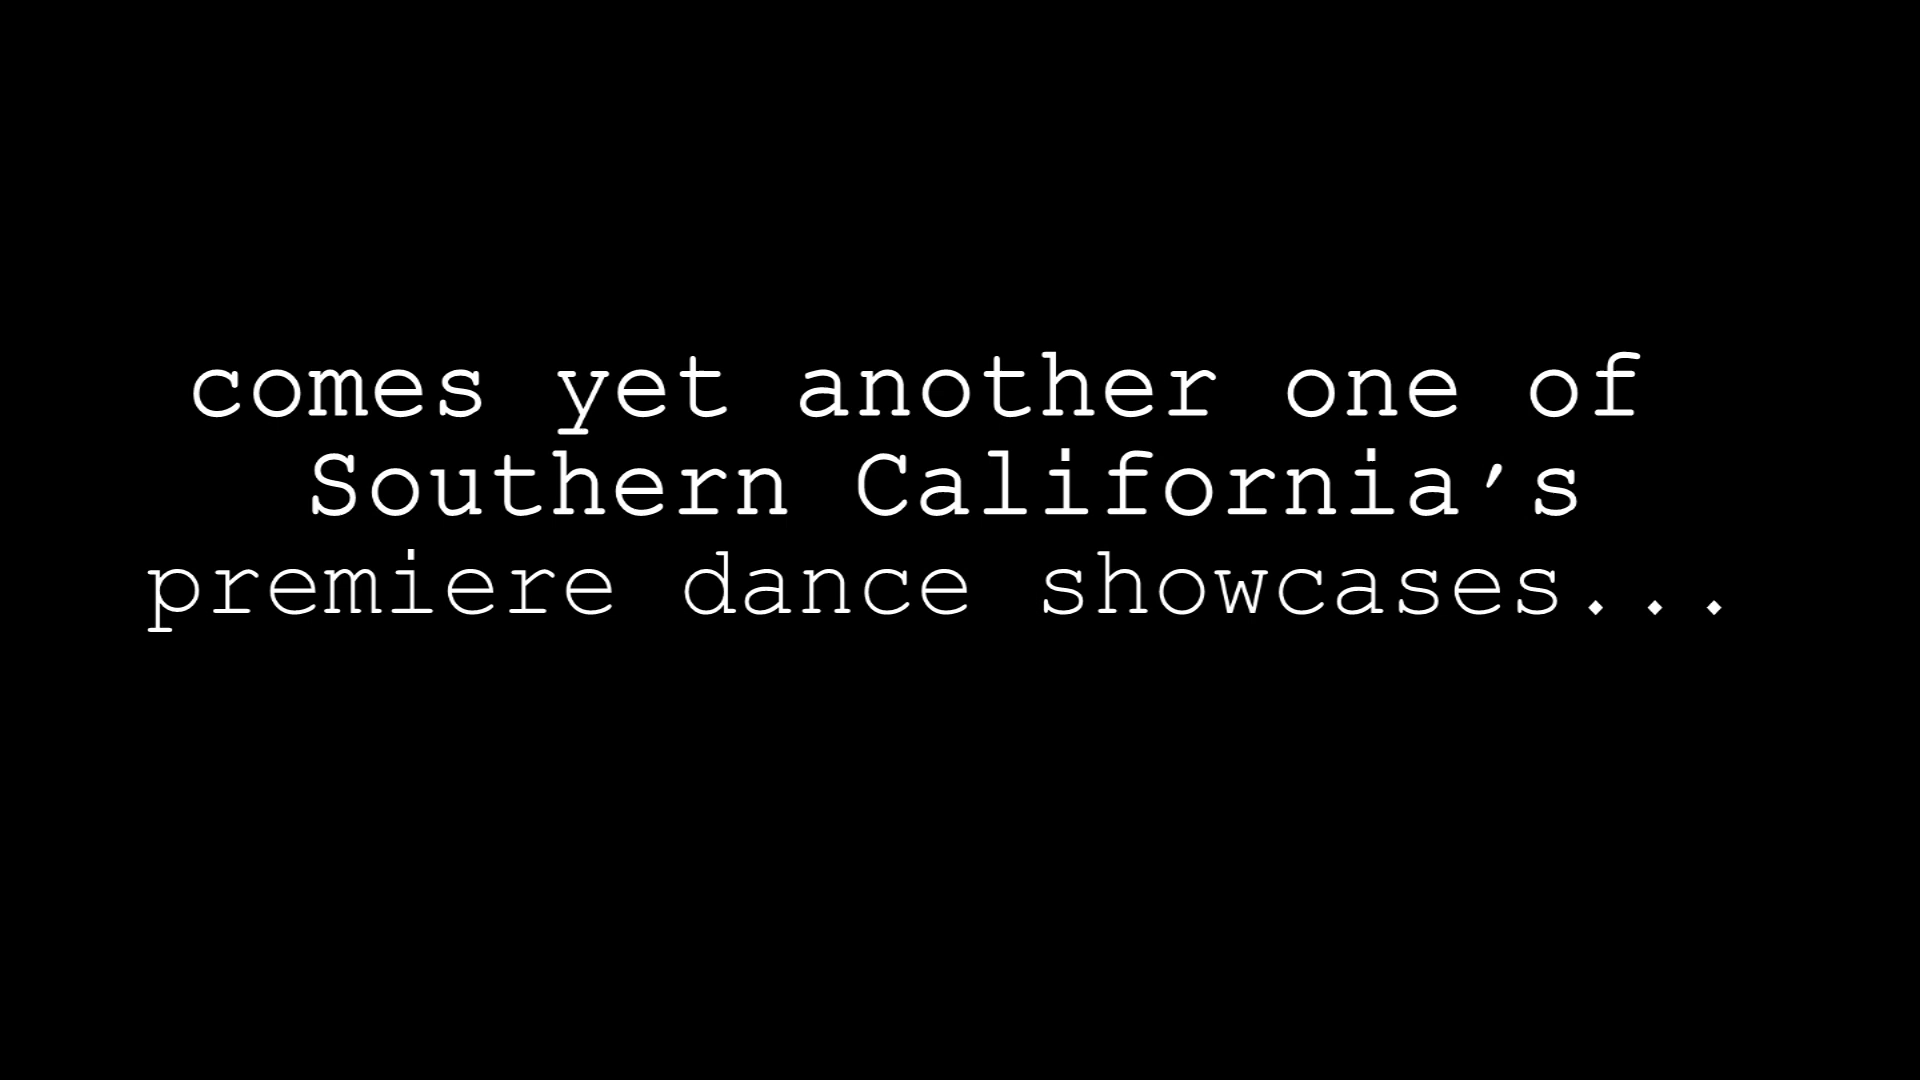 comes yet another one of
Southern California’s
premiere dance showcases...